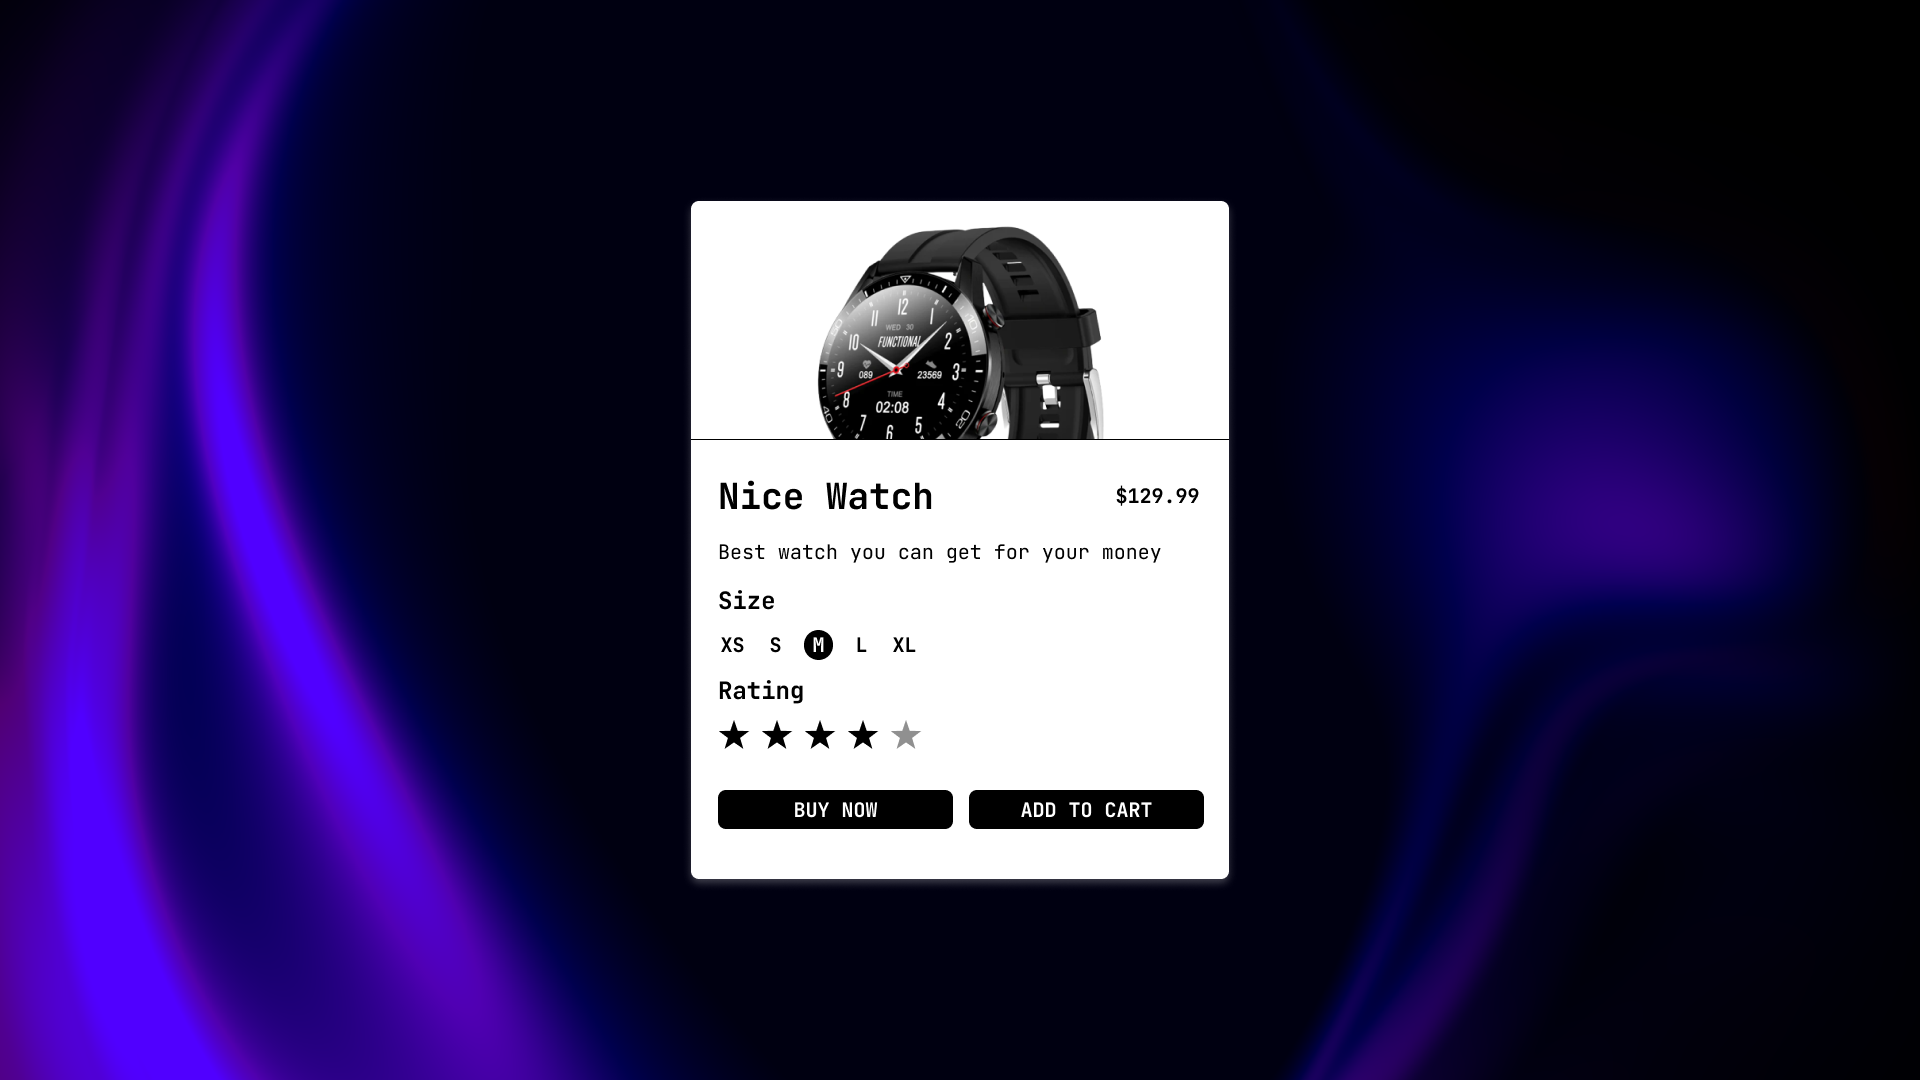 12
11
1
WED 30
10
FUNCTIONAL
2
9
089
23569
3
8
TIME
02:08
4
7
6
5
40
20
Nice Watch
$129.99
Best watch you can get for your money
Size
XS S M L XL
Rating
BUY NOW
ADD TO CART